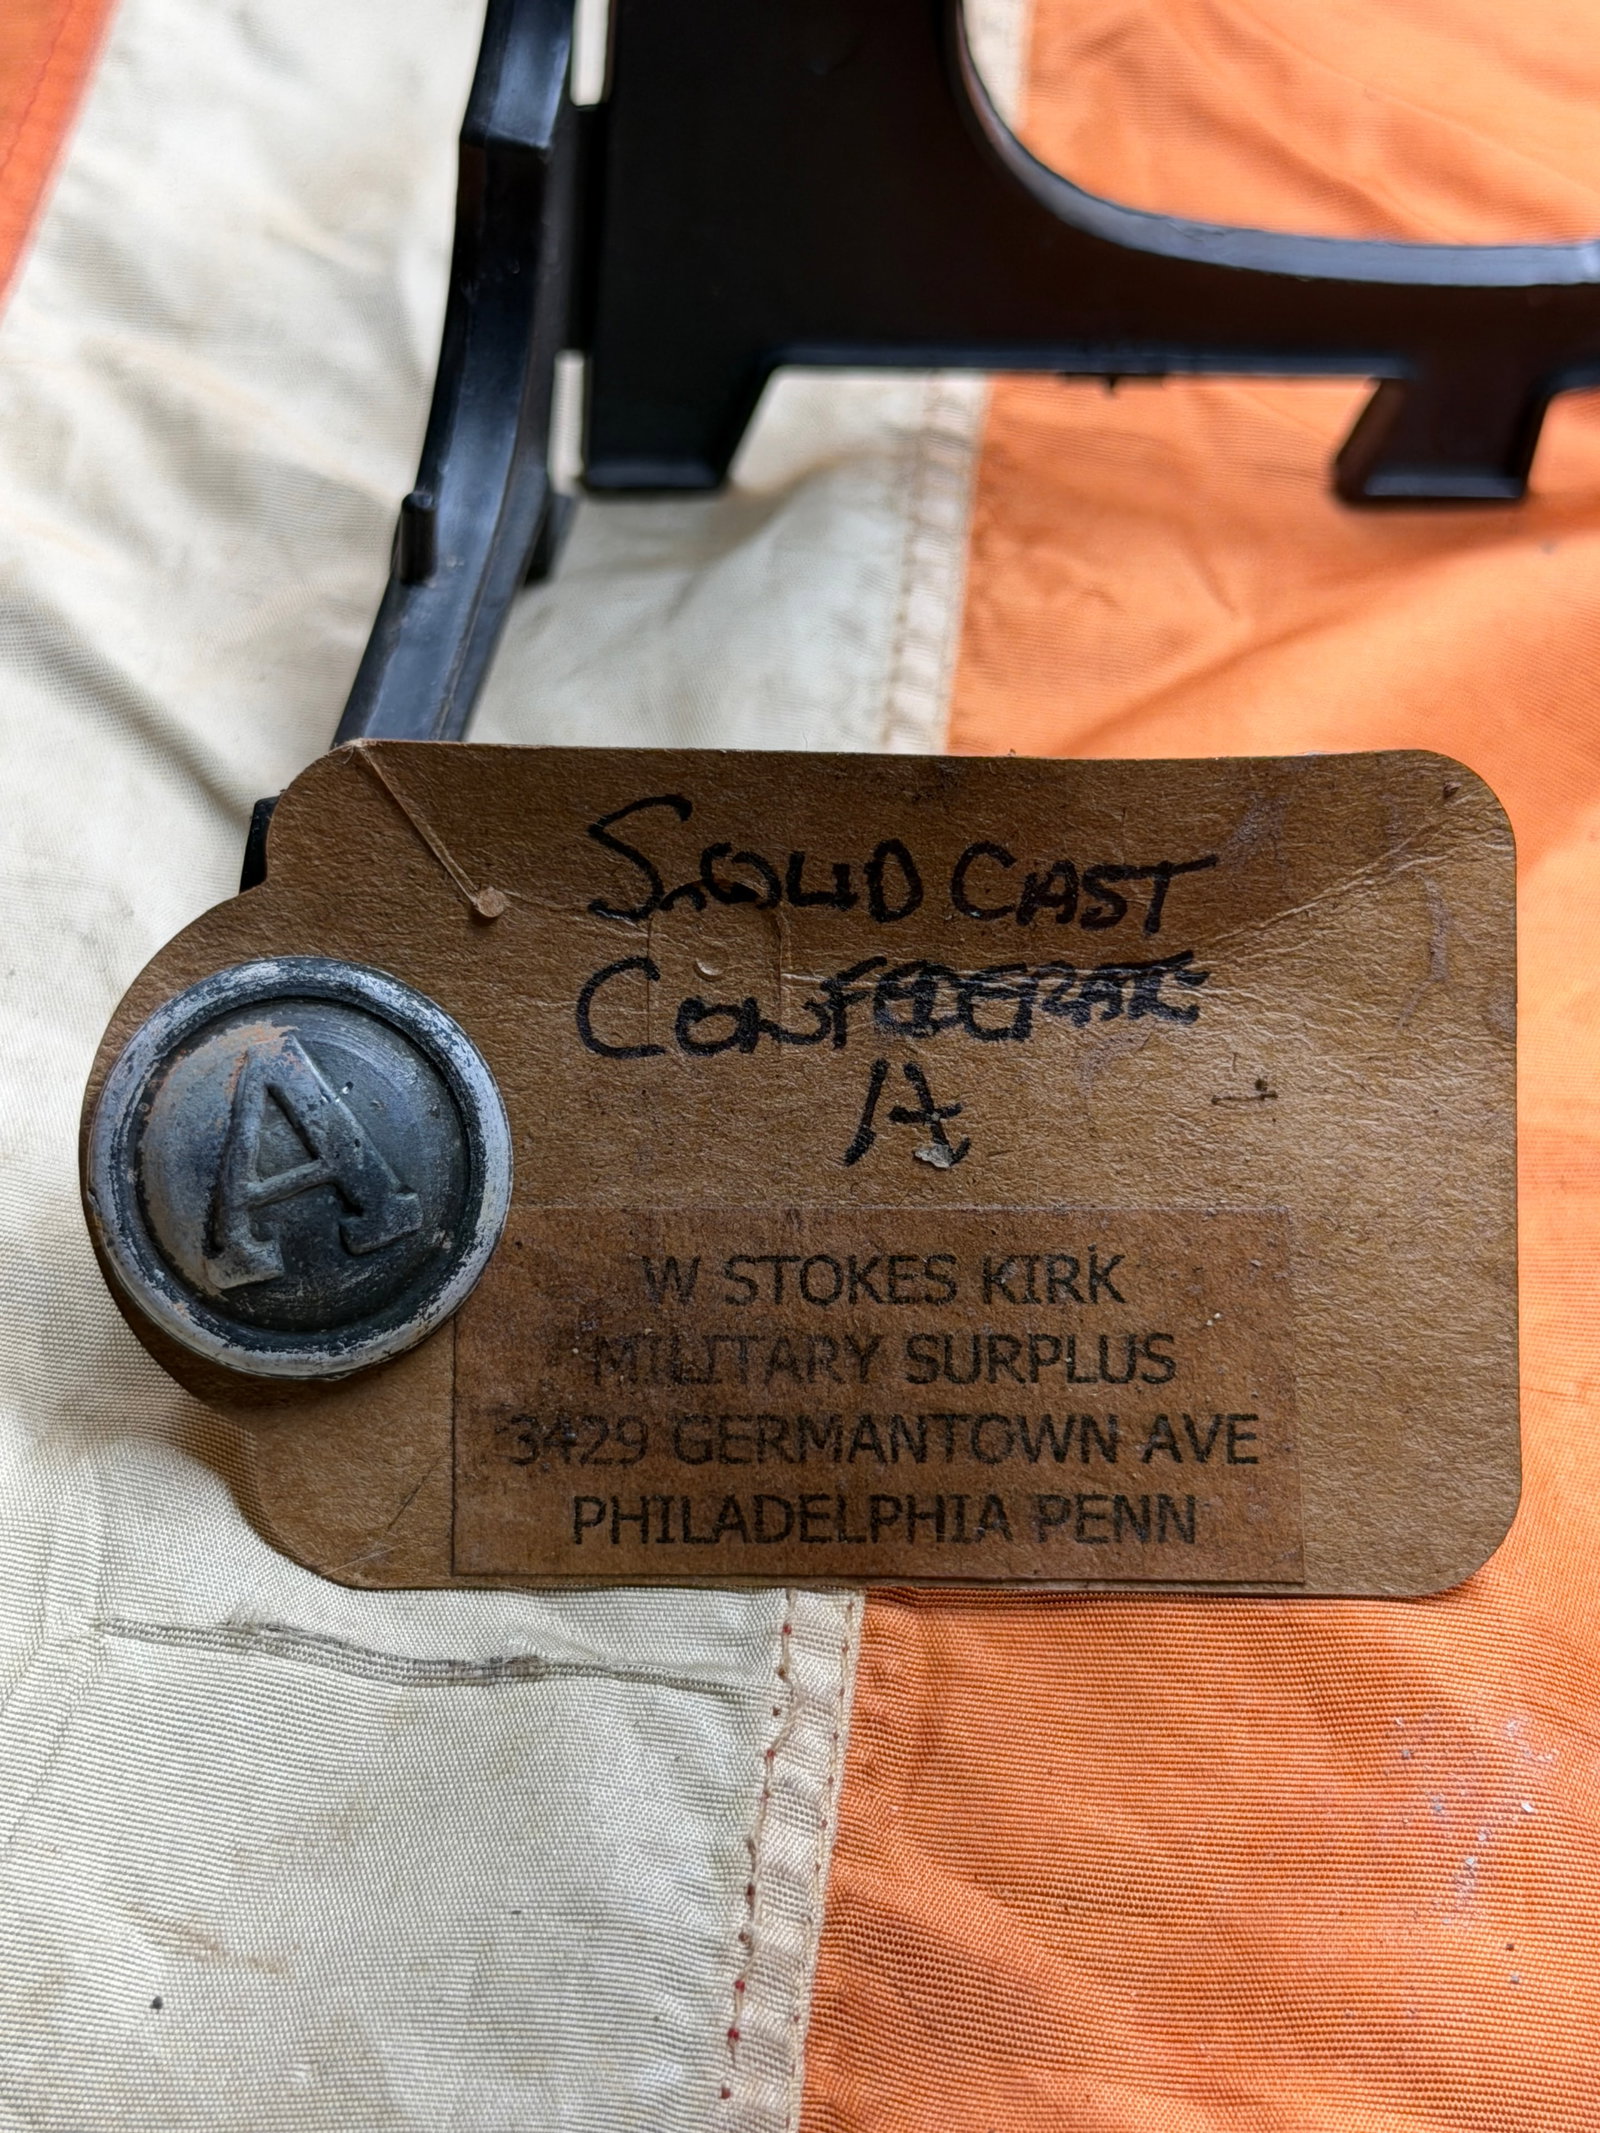 A
SOLID CAST
CONFEDERATE
A
W STOKES KIRK
MILITARY SURPLUS
3429 GERMANTOWN AVE
PHILADELPHIA PENN